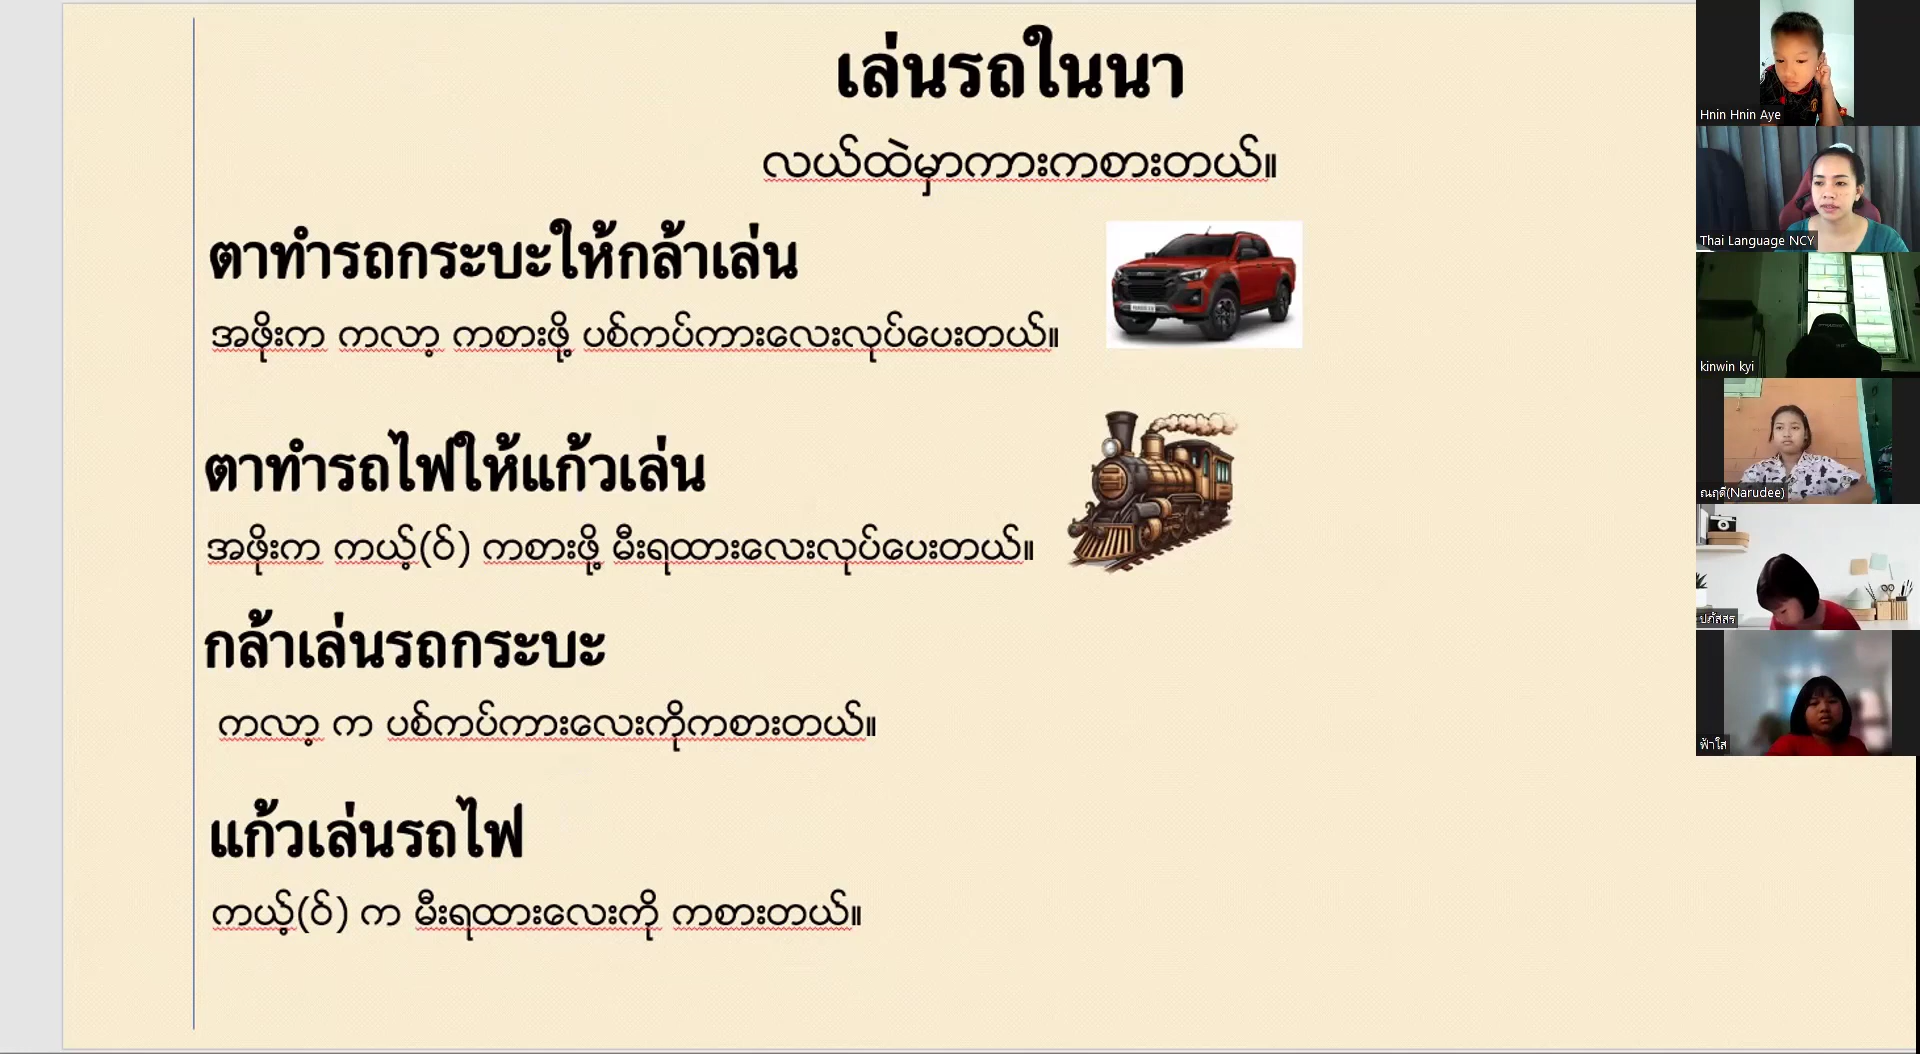 เล่นรถในนา
လယ်ထဲမှာကားကစားတယ်။
ตาทำรถกระบะให้กล้าเล่น
အဖိုးက ကလာ့ ကစားဖို့ ပစ်ကပ်ကားလေးလုပ်ပေးတယ်။
ตาทำรถไฟให้แก้วเล่น
အဖိုးက ကယ့်(ဝ်) ကစားဖို့ မီးရထားလေးလုပ်ပေးတယ်။
กล้าเล่นรถกระบะ
ကလာ့ က ပစ်ကပ်ကားလေးကိုကစားတယ်။
แก้วเล่นรถไฟ
ကယ့်(ဝ်) က မီးရထားလေးကို ကစားတယ်။
Hnin Hnin Aye
Thai Language NCY
kinwin kyi
ณฤดี(Narudee)
ปภัสสร
ฟ้าใส